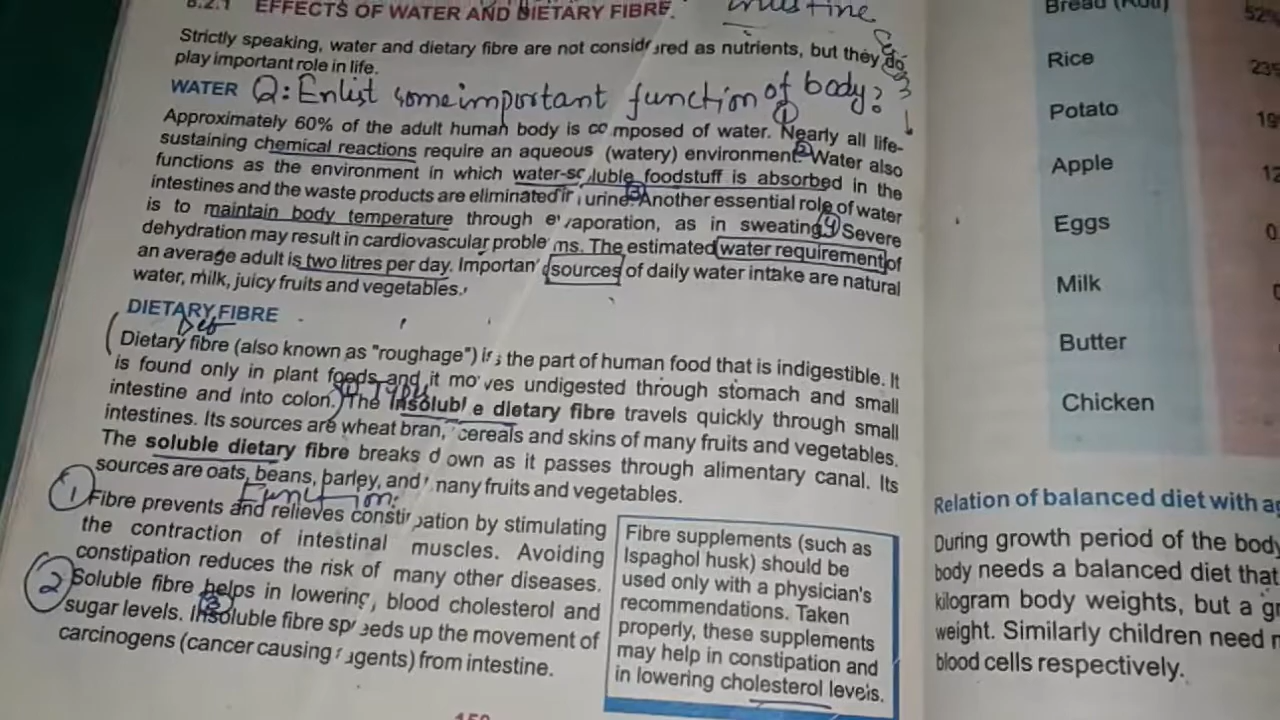 8.2.1 EFFECTS OF WATER AND DIETARY FIBRE.
Strictly speaking, water and dietary fibre are not considered as nutrients, but they do
play important role in life.
WATER Q: Enlist some important function of body?
Approximately 60% of the adult human body is composed of water. Nearly all life-
sustaining chemical reactions require an aqueous (watery) environment. Water also
functions as the environment in which water-soluble foodstuff is absorbed in the
intestines and the waste products are eliminated in urine. Another essential role of water
is to maintain body temperature through evaporation, as in sweating. Severe
dehydration may result in cardiovascular problems. The estimated water requirement of
an average adult is two litres per day. Important sources of daily water intake are natural
water, milk, juicy fruits and vegetables.
DIETARY FIBRE
Def
Dietary fibre (also known as "roughage") is the part of human food that is indigestible. It
is found only in plant foods and it moves undigested through stomach and small
intestine and into colon. The insoluble dietary fibre travels quickly through small
intestines. Its sources are wheat bran, cereals and skins of many fruits and vegetables.
The soluble dietary fibre breaks down as it passes through alimentary canal. Its
sources are oats, beans, barley, and many fruits and vegetables.
Function:
1 Fibre prevents and relieves constipation by stimulating
the contraction of intestinal muscles. Avoiding
constipation reduces the risk of many other diseases.
2 Soluble fibre helps in lowering blood cholesterol and
sugar levels. Insoluble fibre speeds up the movement of
carcinogens (cancer causing agents) from intestine.
Fibre supplements (such as
Ispaghol husk) should be
used only with a physician's
recommendations. Taken
properly, these supplements
may help in constipation and
in lowering cholesterol levels.
Bread (Roti) 52%
Rice 23
Potato 19
Apple 12
Eggs 0
Milk
Butter
Chicken
Relation of balanced diet with
During growth period of the body
body needs a balanced diet that
kilogram body weights, but a
weight. Similarly children need
blood cells respectively.